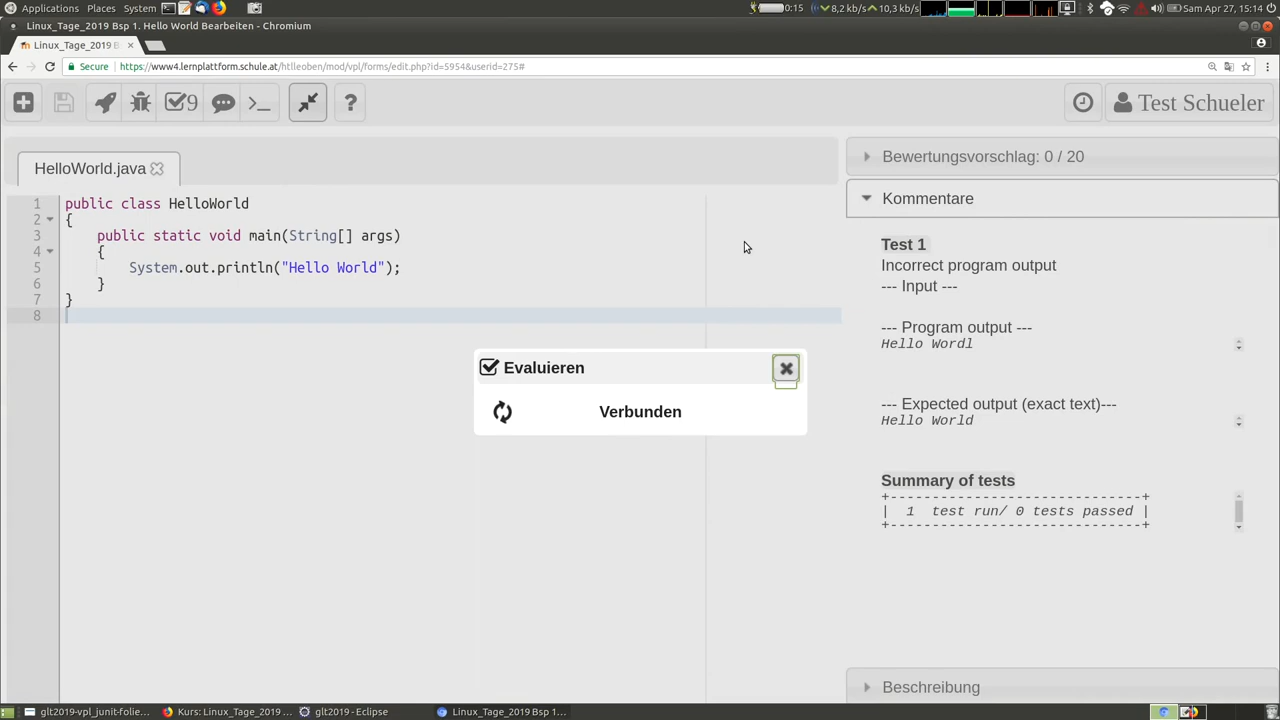 Applications Places System 0:15 8,2 kb/s 10,3 kb/s Sam Apr 27, 15:14
Linux_Tage_2019 Bsp 1. Hello World Bearbeiten - Chromium
Linux_Tage_2019 B
Secure https://www4.lernplattform.schule.at/htlleoben/mod/vpl/forms/edit.php?id=5954&userid=275#
9 >_ ? Test Schueler
HelloWorld.java
1 public class HelloWorld
2 {
3 public static void main(String[] args)
4 {
5 System.out.println("Hello World");
6 }
7 }
8
Evaluieren
Verbunden
Bewertungsvorschlag: 0 / 20
Kommentare
Test 1
Incorrect program output
--- Input ---
--- Program output ---
Hello Wordl
--- Expected output (exact text)---
Hello World
Summary of tests
+------------------------------+
| 1 test run/ 0 tests passed |
+------------------------------+
Beschreibung
glt2019-vpl_junit-folie... Kurs: Linux_Tage_2019 ... glt2019 - Eclipse Linux_Tage_2019 Bsp 1...